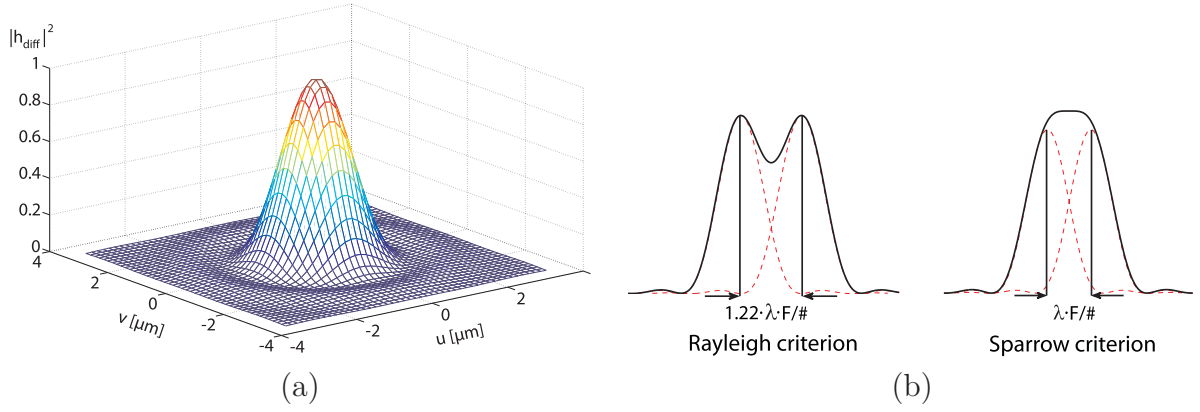 |h_diff|^2
1
0.8
0.6
0.4
0.2
0
4
2
0
-2
-4
v [µm]
-4
-2
0
2
u [µm]
(a)
1.22·λ·F/#
Rayleigh criterion
λ·F/#
Sparrow criterion
(b)